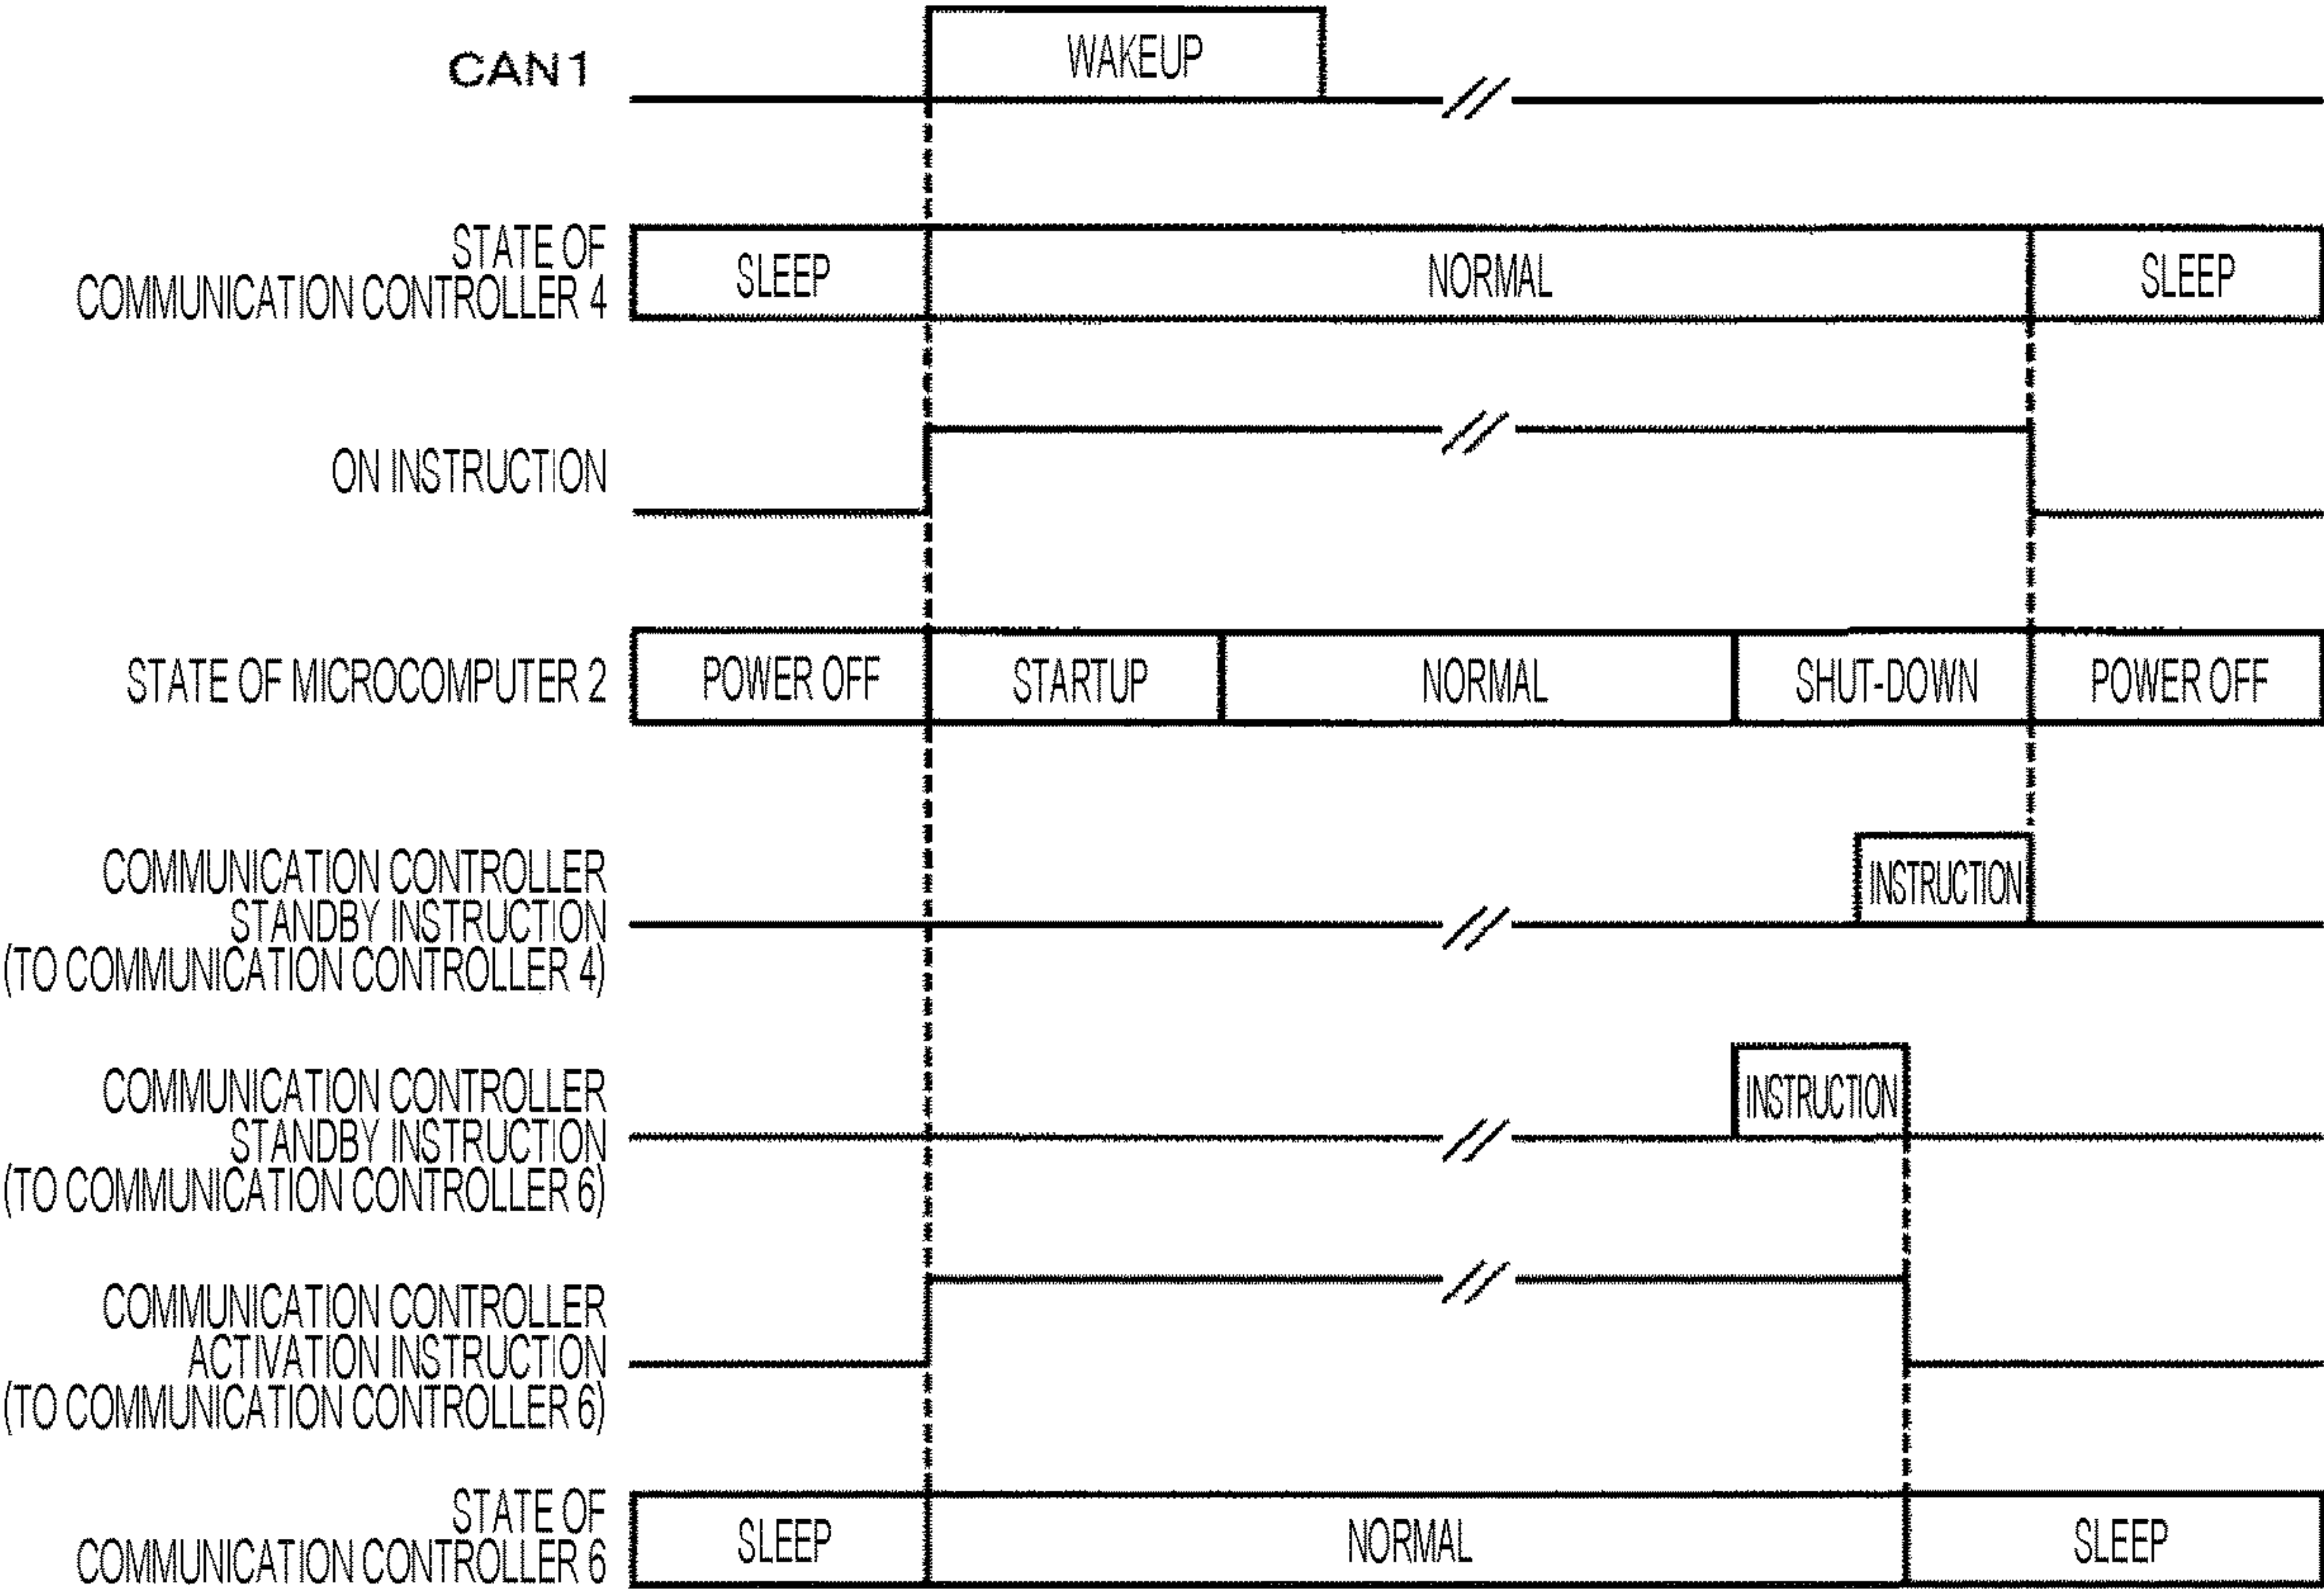 CAN1
WAKEUP
STATE OF
COMMUNICATION CONTROLLER 4
SLEEP
NORMAL
SLEEP
ON INSTRUCTION
STATE OF MICROCOMPUTER 2
POWER OFF
STARTUP
NORMAL
SHUT-DOWN
POWER OFF
COMMUNICATION CONTROLLER
STANDBY INSTRUCTION
(TO COMMUNICATION CONTROLLER 4)
INSTRUCTION
COMMUNICATION CONTROLLER
STANDBY INSTRUCTION
(TO COMMUNICATION CONTROLLER 6)
INSTRUCTION
COMMUNICATION CONTROLLER
ACTIVATION INSTRUCTION
(TO COMMUNICATION CONTROLLER 6)
STATE OF
COMMUNICATION CONTROLLER 6
SLEEP
NORMAL
SLEEP